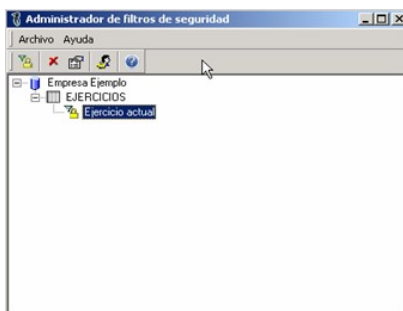 Administrador de filtros de seguridad
Archivo Ayuda
Empresa Ejemplo
EJERCICIOS
Ejercicio actual